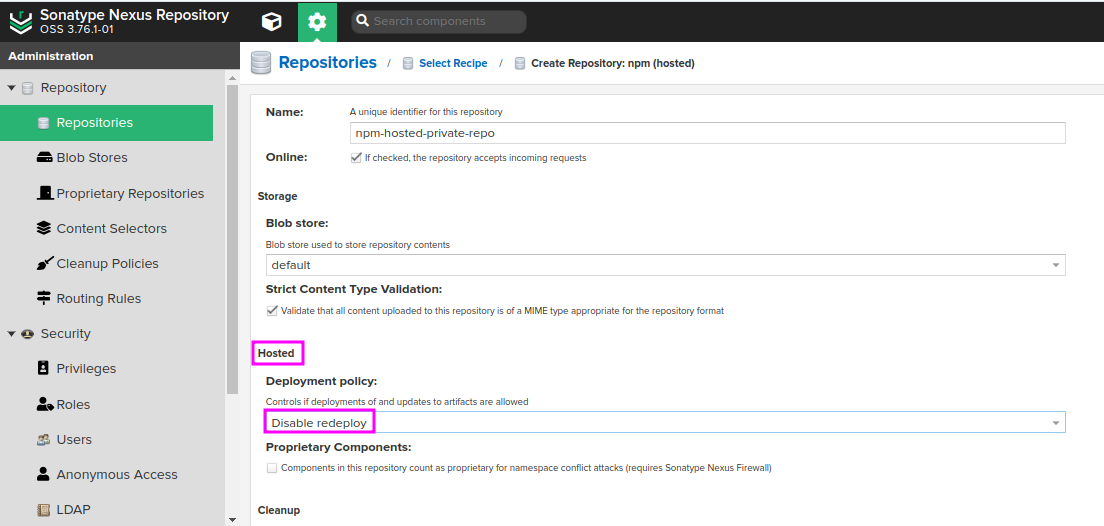 Sonatype Nexus Repository
OSS 3.76.1-01
Search components
Administration
Repository
Repositories
Blob Stores
Proprietary Repositories
Content Selectors
Cleanup Policies
Routing Rules
Security
Privileges
Roles
Users
Anonymous Access
LDAP
Repositories / Select Recipe / Create Repository: npm (hosted)
Name: A unique identifier for this repository
npm-hosted-private-repo
Online: If checked, the repository accepts incoming requests
Storage
Blob store:
Blob store used to store repository contents
default
Strict Content Type Validation:
Validate that all content uploaded to this repository is of a MIME type appropriate for the repository format
Hosted
Deployment policy:
Controls if deployments of and updates to artifacts are allowed
Disable redeploy
Proprietary Components:
Components in this repository count as proprietary for namespace conflict attacks (requires Sonatype Nexus Firewall)
Cleanup